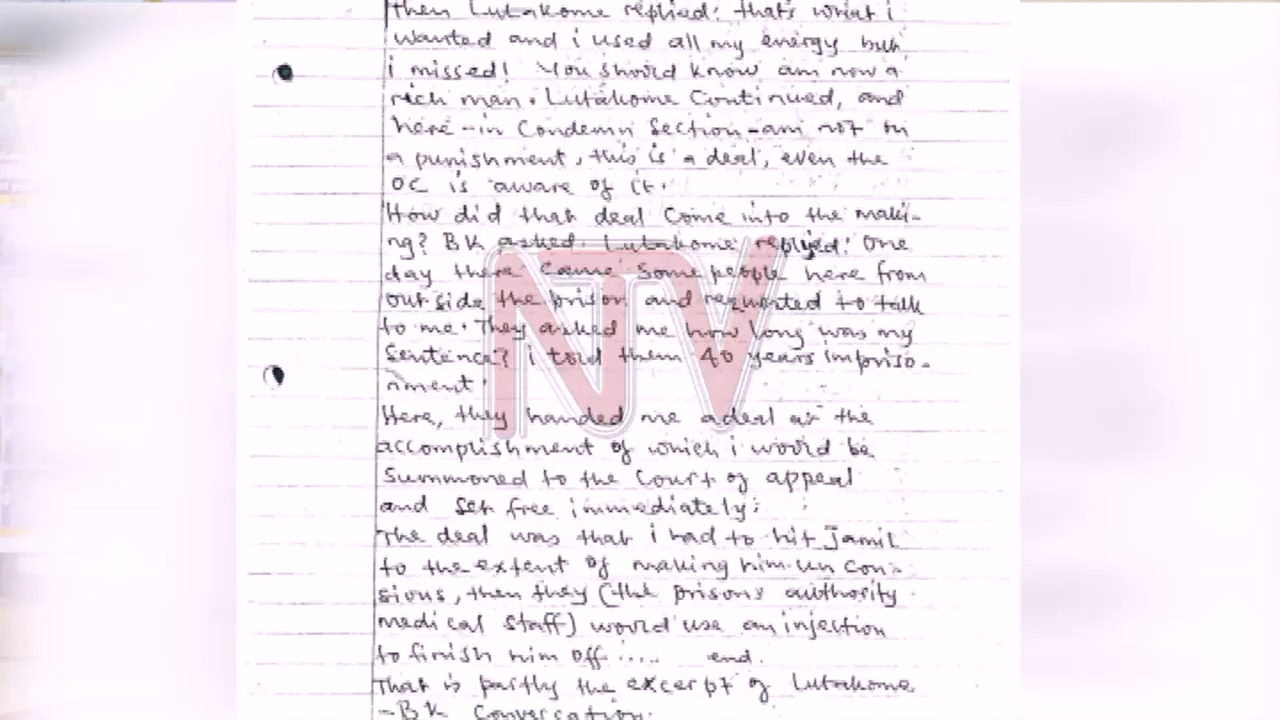 then Lutakome replied: that's what i
wanted and i used all my energy but
i missed! You should know am now a
rich man. Lutakome Continued, and
here-in Condemn Section-am not on
a punishment, this is a deal, even the
OC is aware of it.
How did that deal Come into the maki-
ng? BK asked. Lutakome replied: One
day there came some people here from
out side the prison and requested to talk
to me. They asked me how long was my
Sentence? i told them 40 years impriso-
nment.
Here, they handed me a deal at the
accomplishment of which i would be
Summoned to the Court of appeal
and set free immediately;
The deal was that i had to hit Jamil
to the extent of making him un con-
sious, then they (the prisons authority
medical Staff) would use an injection
to finish him off .... end.
That is partly the excerpt of Lutakome
-BK Conversation.
NTV